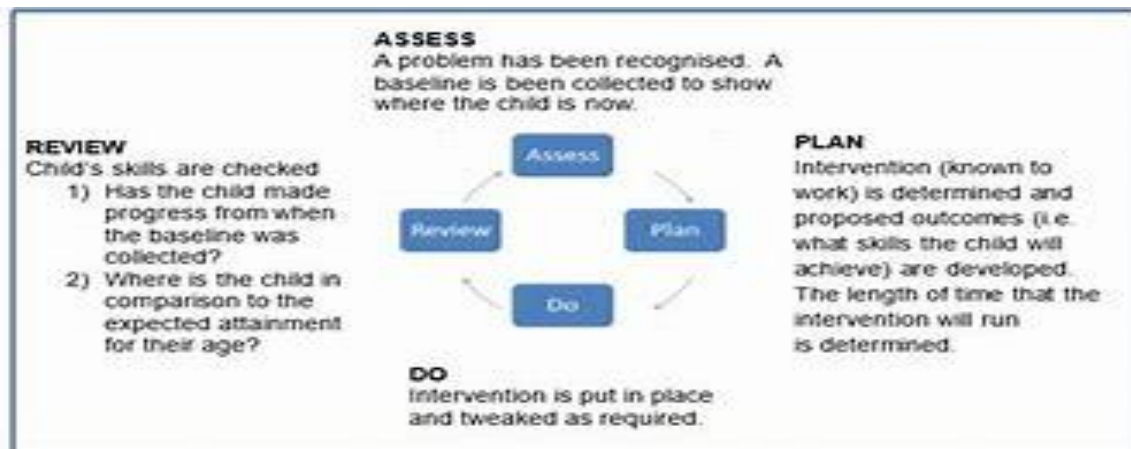 ASSESS
A problem has been recognised. A
baseline is been collected to show
where the child is now.
REVIEW
Child's skills are checked
1) Has the child made
progress from when
the baseline was
collected?
2) Where is the child in
comparison to the
expected attainment
for their age?
Assess
Review
Plan
Do
PLAN
Intervention (known to
work) is determined and
proposed outcomes (i.e.
what skills the child will
achieve) are developed.
The length of time that the
intervention will run
is determined.
DO
Intervention is put in place
and tweaked as required.